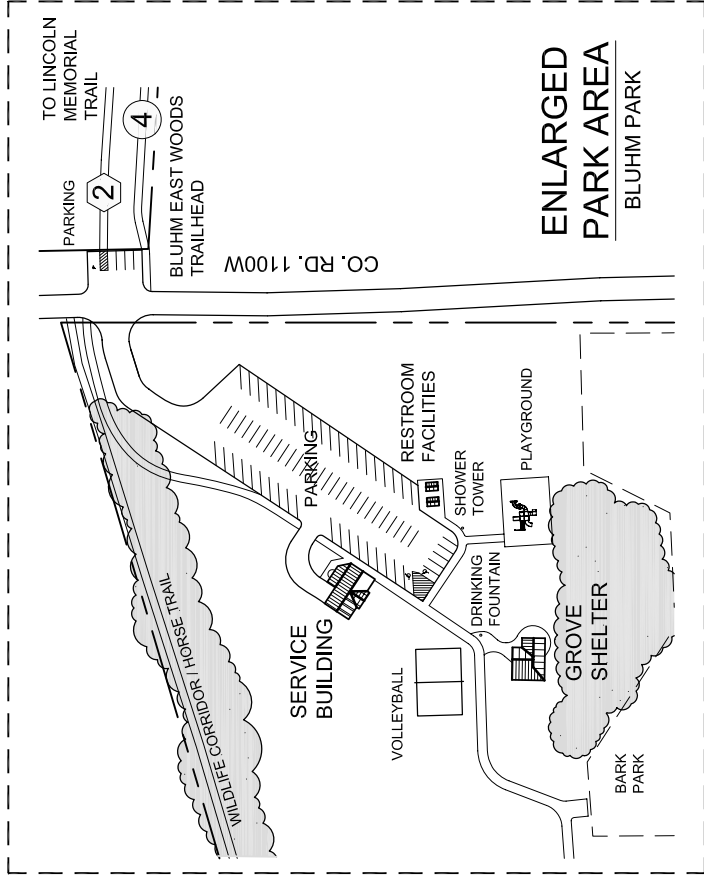 TO LINCOLN
MEMORIAL
TRAIL
PARKING
2
4
BLUHM EAST WOODS
TRAILHEAD
CO. RD. 1100W
ENLARGED
PARK AREA
BLUHM PARK
PARKING
RESTROOM
FACILITIES
SHOWER
TOWER
PLAYGROUND
WILDLIFE CORRIDOR / HORSE TRAIL
SERVICE
BUILDING
DRINKING
FOUNTAIN
VOLLEYBALL
GROVE
SHELTER
BARK
PARK